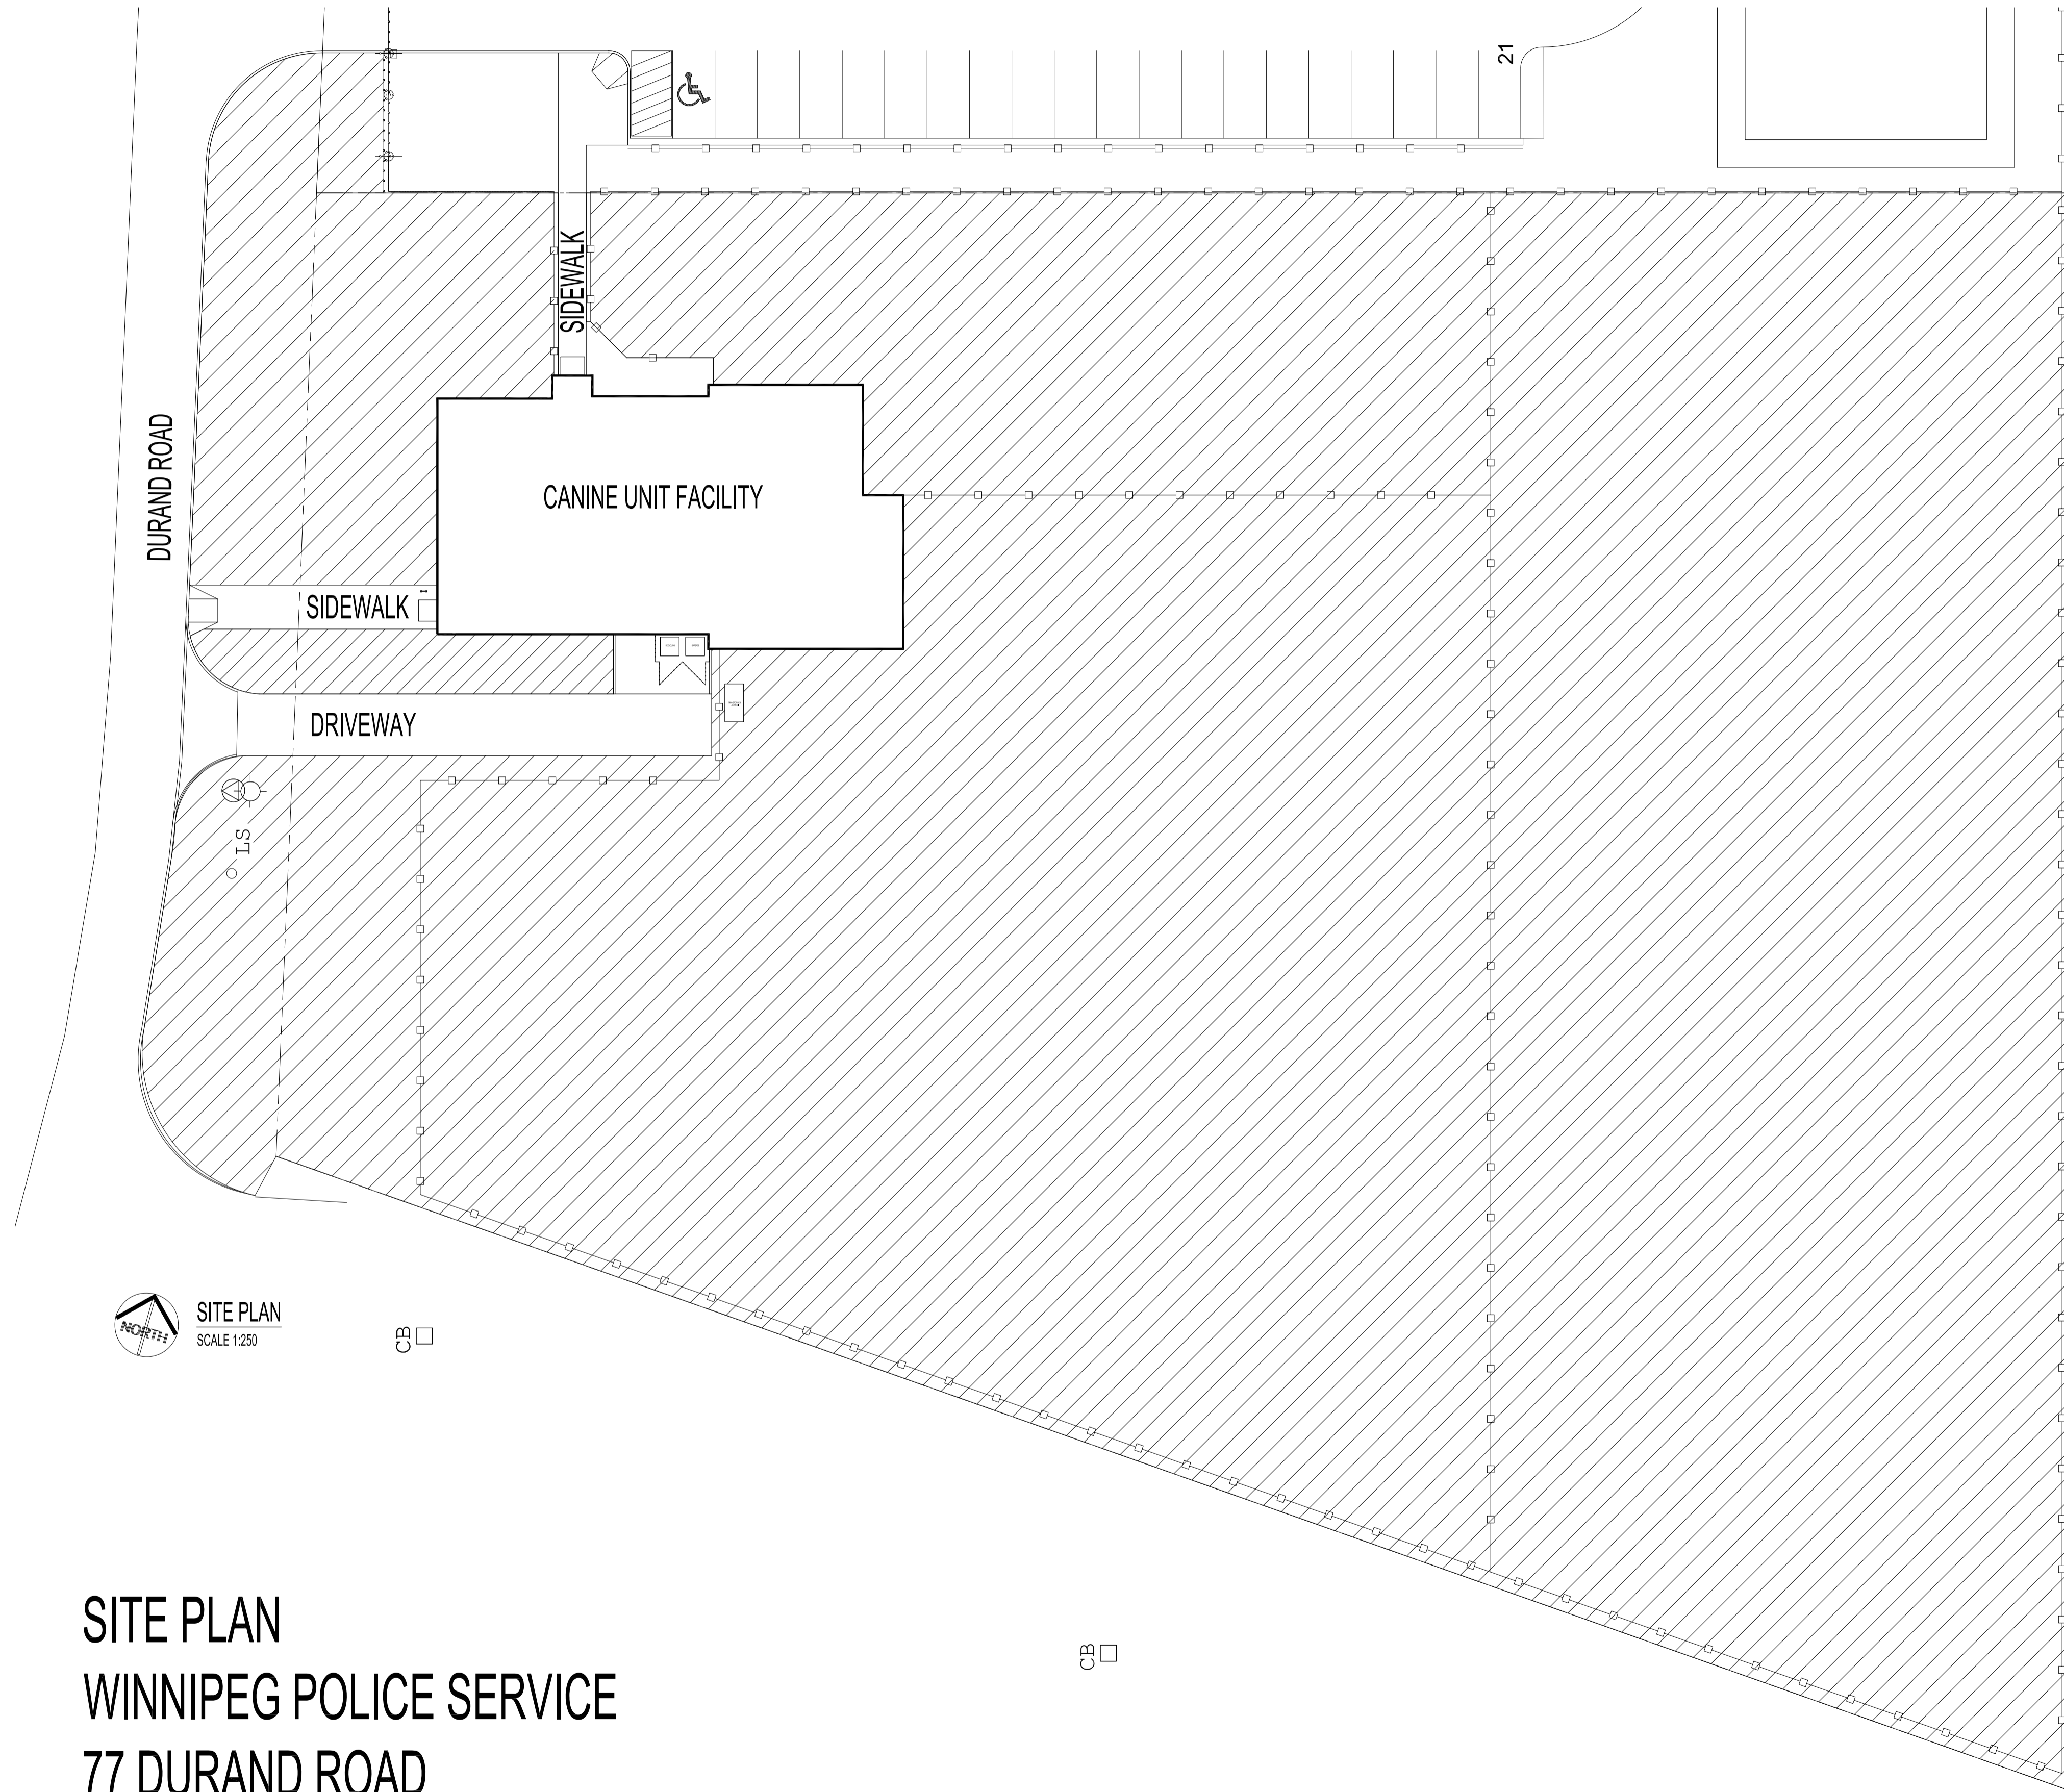 21
SIDEWALK
DURAND ROAD
CANINE UNIT FACILITY
SIDEWALK
DRIVEWAY
LS
NORTH
SITE PLAN
SCALE 1:250
CB
CB
SITE PLAN
WINNIPEG POLICE SERVICE
77 DURAND ROAD